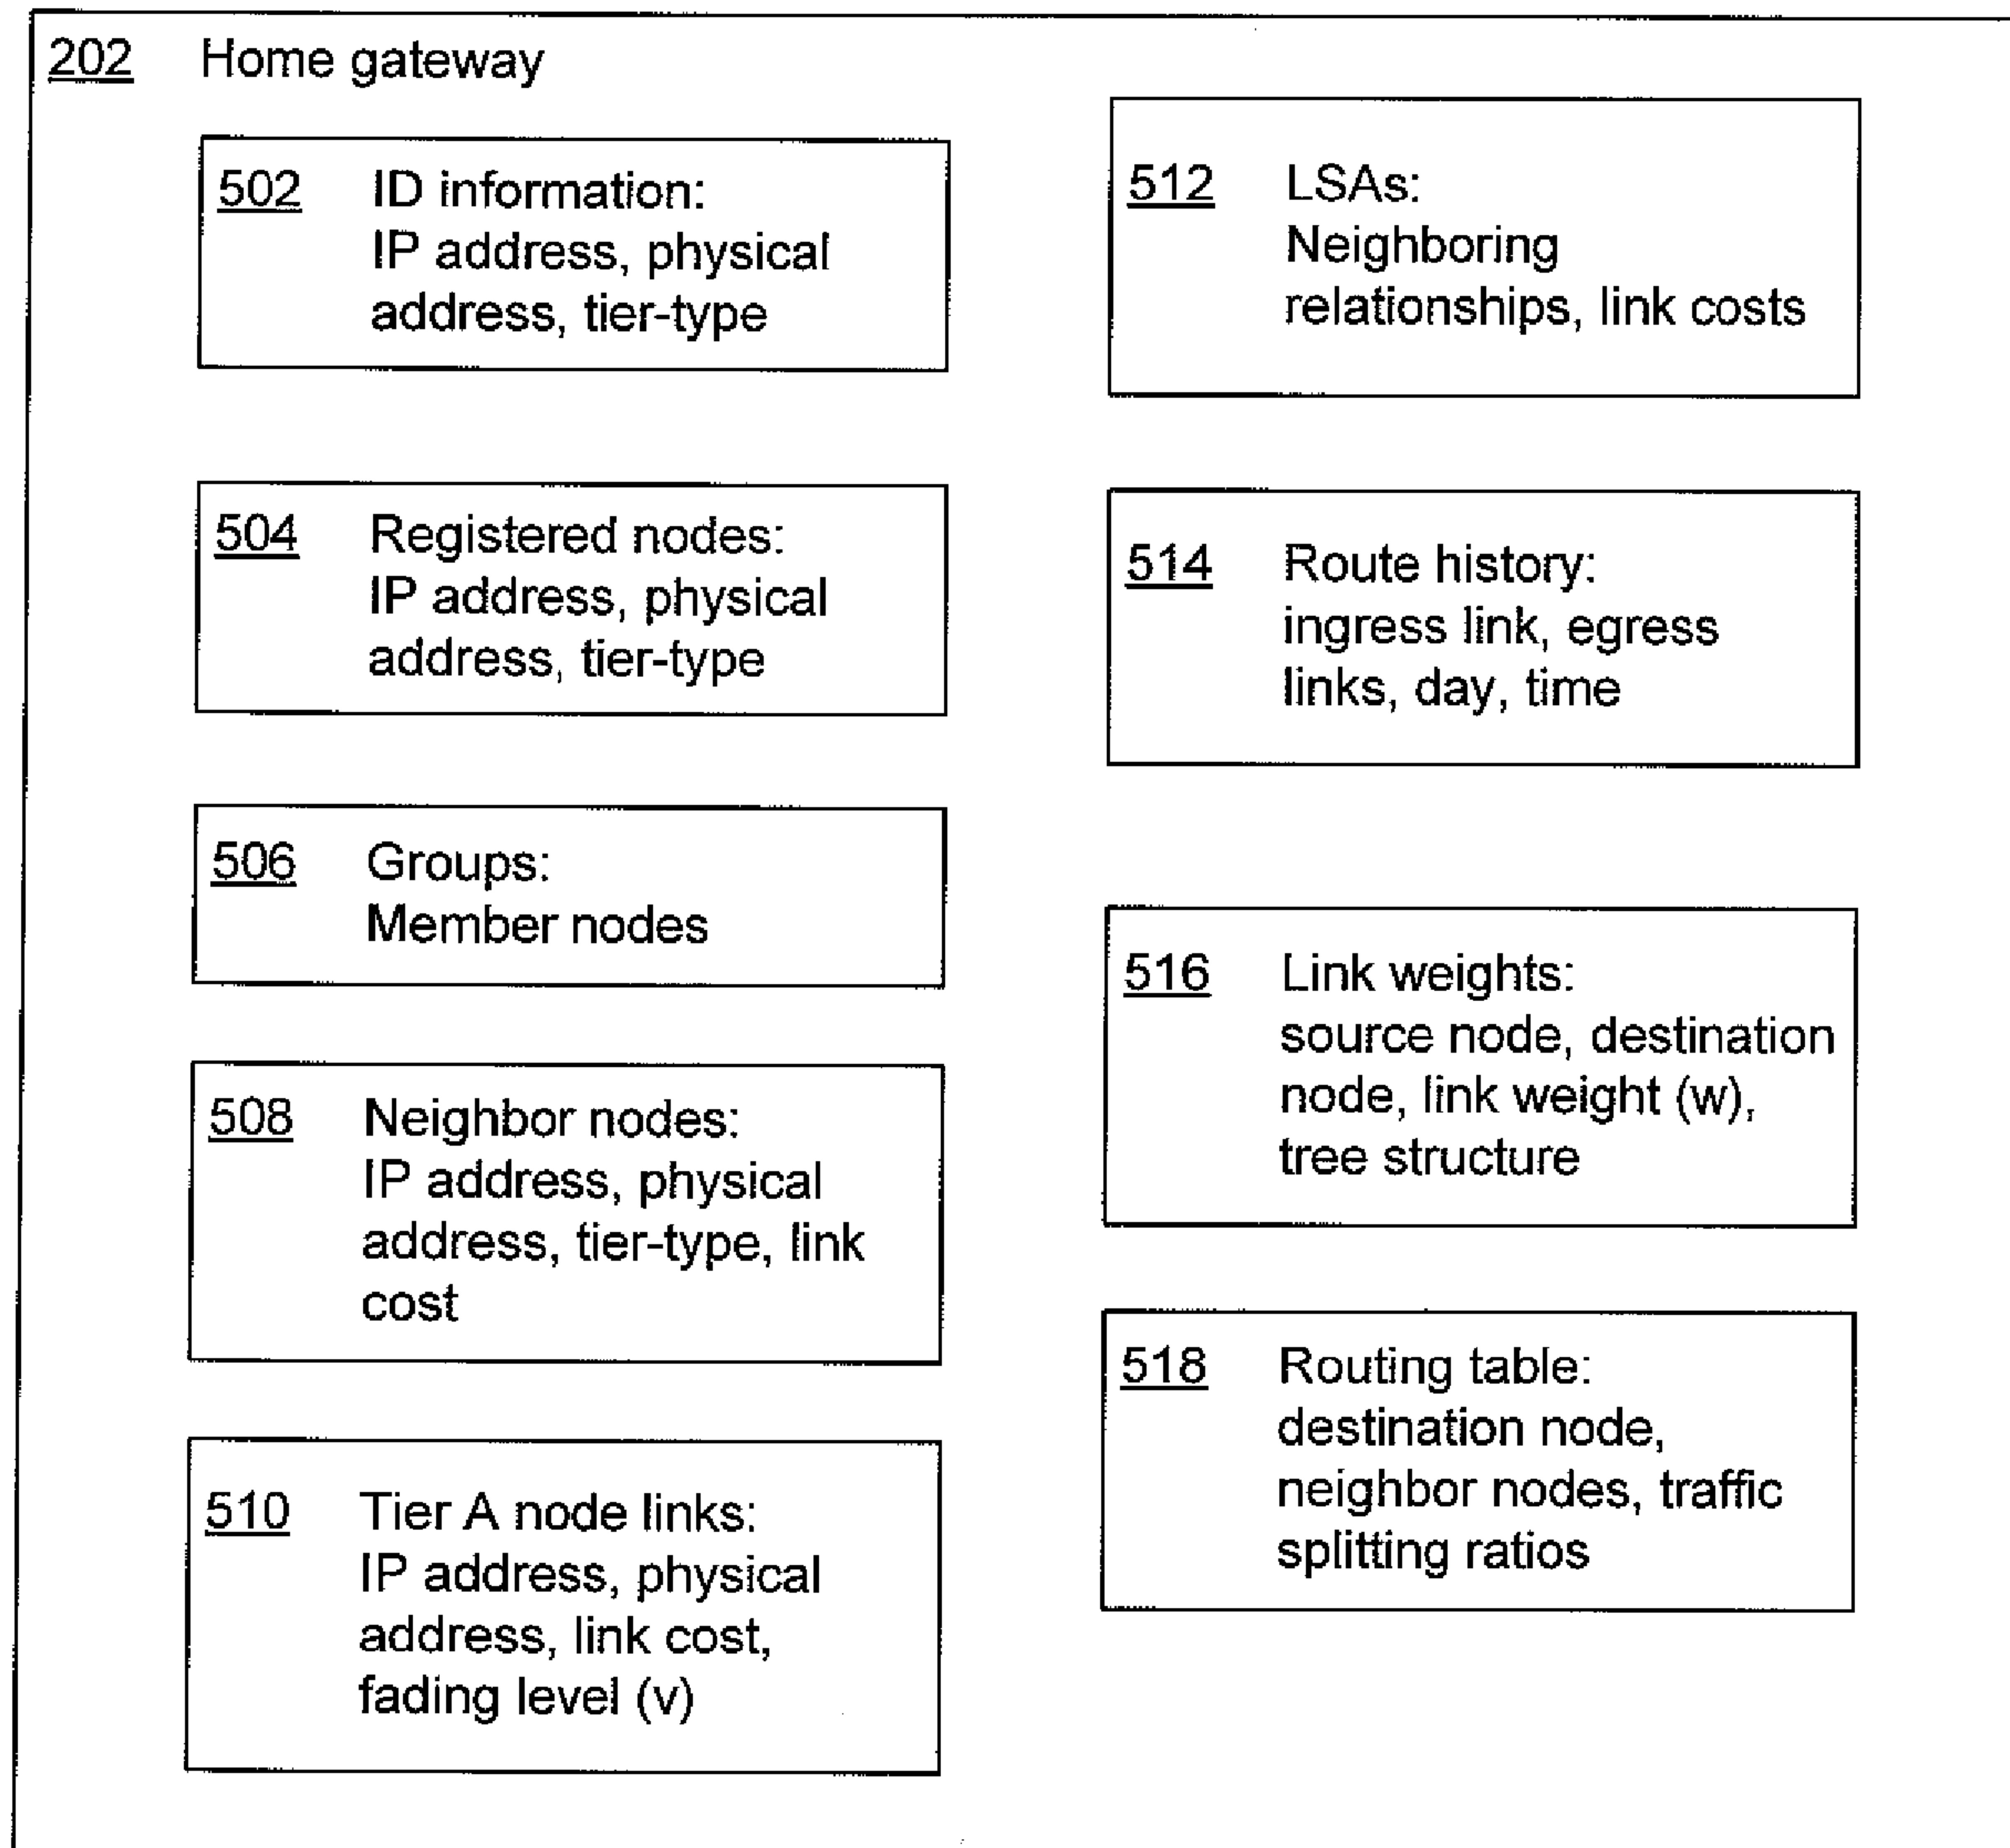 202 Home gateway
502 ID information:
IP address, physical
address, tier-type
504 Registered nodes:
IP address, physical
address, tier-type
506 Groups:
Member nodes
508 Neighbor nodes:
IP address, physical
address, tier-type, link
cost
510 Tier A node links:
IP address, physical
address, link cost,
fading level (v)
512 LSAs:
Neighboring
relationships, link costs
514 Route history:
ingress link, egress
links, day, time
516 Link weights:
source node, destination
node, link weight (w),
tree structure
518 Routing table:
destination node,
neighbor nodes, traffic
splitting ratios